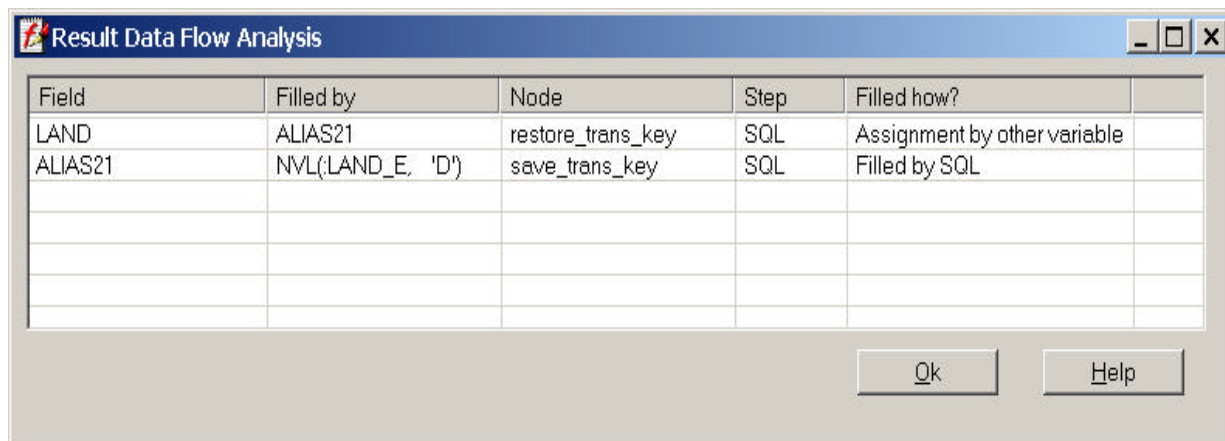 Result Data Flow Analysis
Field Filled by Node Step Filled how?
LAND ALIAS21 restore_trans_key SQL Assignment by other variable
ALIAS21 NVL(:LAND_E, 'D') save_trans_key SQL Filled by SQL
Ok Help